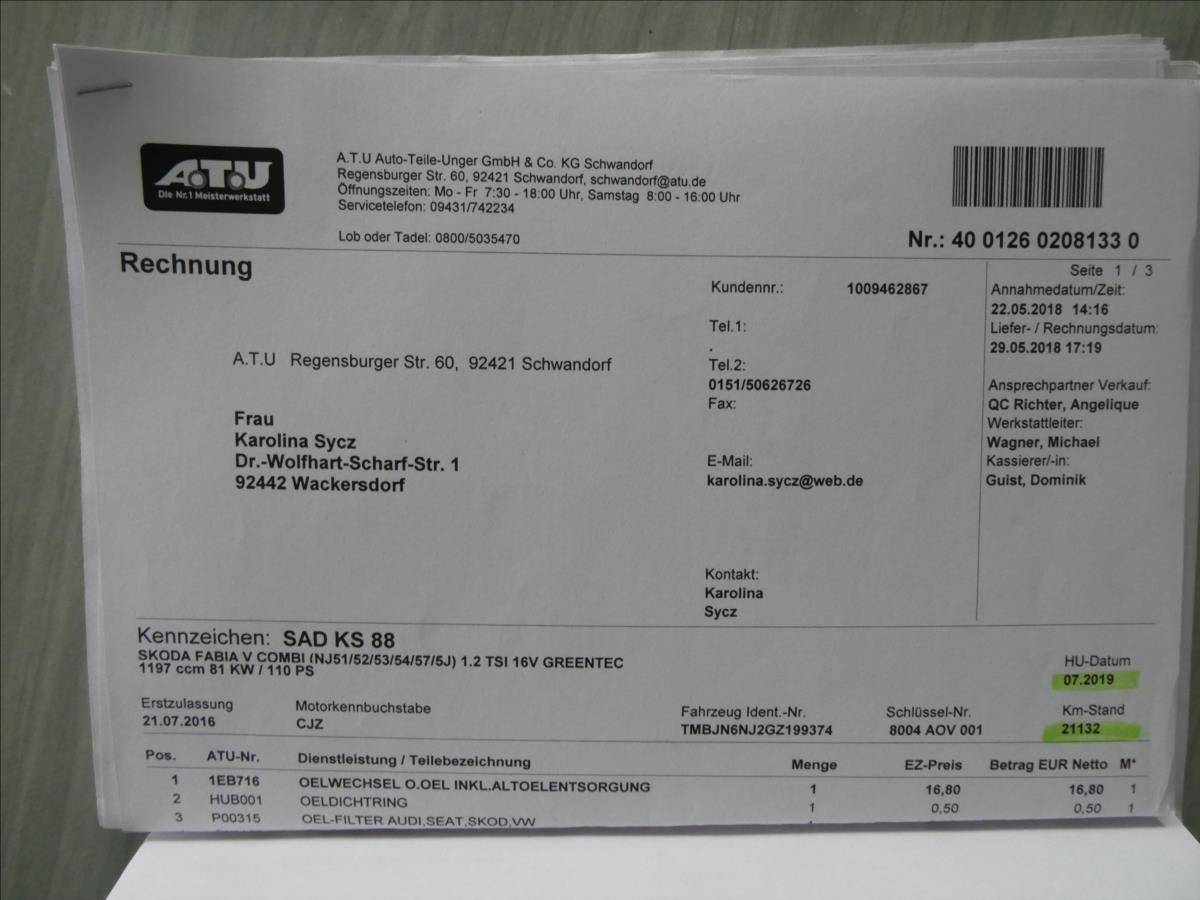 ATU
Die Nr.1 Meisterwerkstatt
A.T.U Auto-Teile-Unger GmbH & Co. KG Schwandorf
Regensburger Str. 60, 92421 Schwandorf, schwandorf@atu.de
Öffnungszeiten: Mo - Fr 7:30 - 18:00 Uhr, Samstag 8:00 - 16:00 Uhr
Servicetelefon: 09431/742234
Lob oder Tadel: 0800/5035470
Nr.: 40 0126 0208133 0
Rechnung
Seite 1 / 3
Kundennr.: 1009462867
Annahmedatum/Zeit:
22.05.2018 14:16
Tel.1:
.
Liefer- / Rechnungsdatum:
29.05.2018 17:19
A.T.U Regensburger Str. 60, 92421 Schwandorf
Tel.2:
0151/50626726
Fax:
Ansprechpartner Verkauf:
QC Richter, Angelique
Werkstattleiter:
Wagner, Michael
Kassierer/-in:
Guist, Dominik
Frau
Karolina Sycz
Dr.-Wolfhart-Scharf-Str. 1
92442 Wackersdorf
E-Mail:
karolina.sycz@web.de
Kontakt:
Karolina
Sycz
Kennzeichen: SAD KS 88
SKODA FABIA V COMBI (NJ51/52/53/54/57/5J) 1.2 TSI 16V GREENTEC
1197 ccm 81 KW / 110 PS
HU-Datum
07.2019
Erstzulassung Motorkennbuchstabe Fahrzeug Ident.-Nr. Schlüssel-Nr. Km-Stand
21.07.2016 CJZ TMBJN6NJ2GZ199374 8004 AOV 001 21132
Pos. ATU-Nr. Dienstleistung / Teilebezeichnung Menge EZ-Preis Betrag EUR Netto M*
1 1EB716 OELWECHSEL O.OEL INKL.ALTOELENTSORGUNG 1 16,80 16,80 1
2 HUB001 OELDICHTRING 1 0,50 0,50 1
3 P00315 OEL-FILTER AUDI,SEAT,SKOD,VW